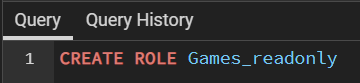 Query Query History
1 CREATE ROLE Games_readonly